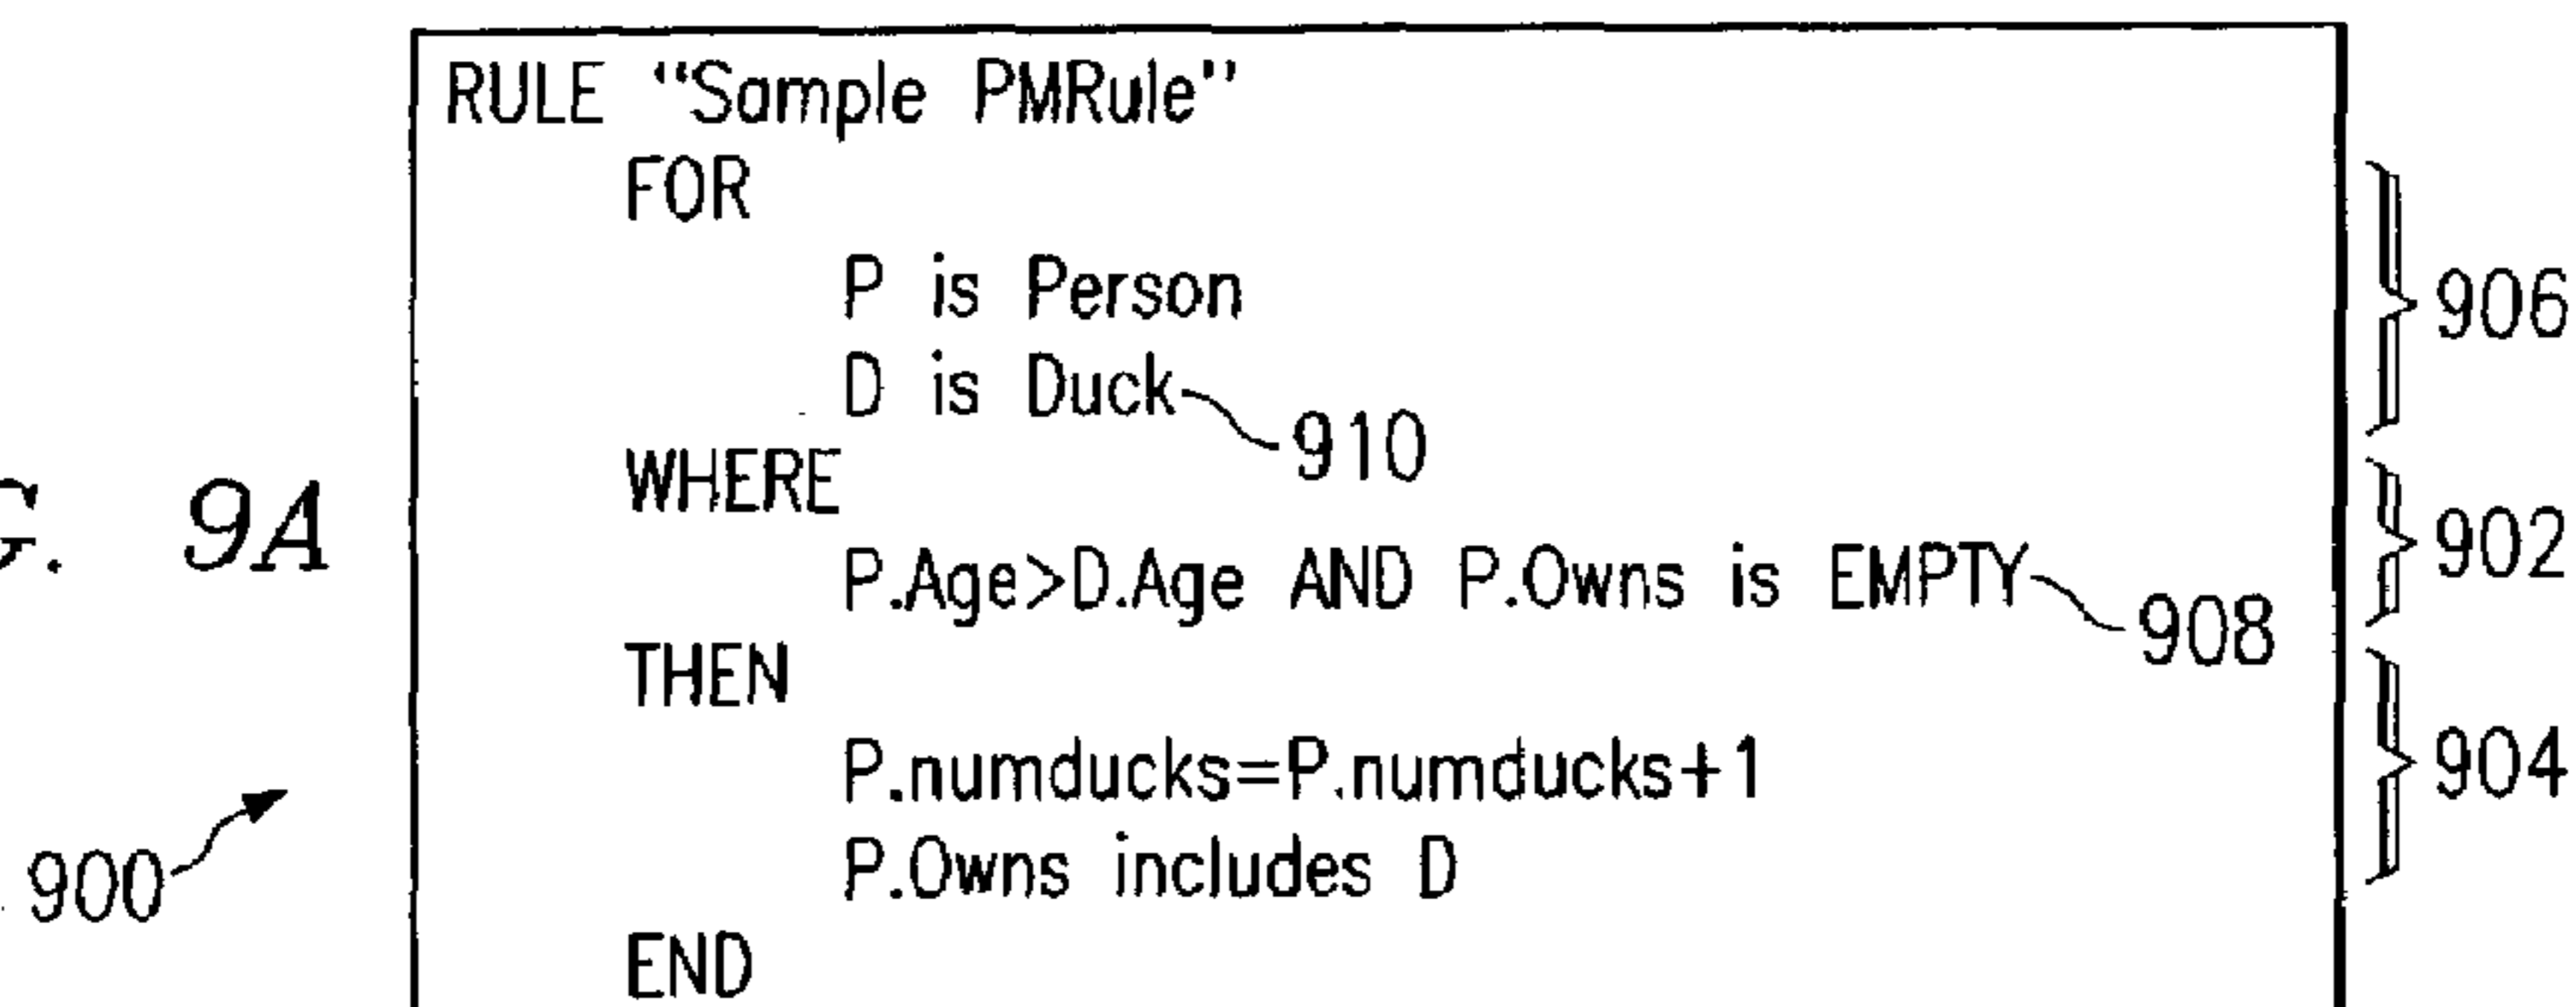 RULE "Sample PMRule"
FOR
P is Person
906
D is Duck
910
WHERE
902
G. 9A
P.Age>D.Age AND P.Owns is EMPTY
908
THEN
P.numducks=P.numducks+1
904
900
P.Owns includes D
END